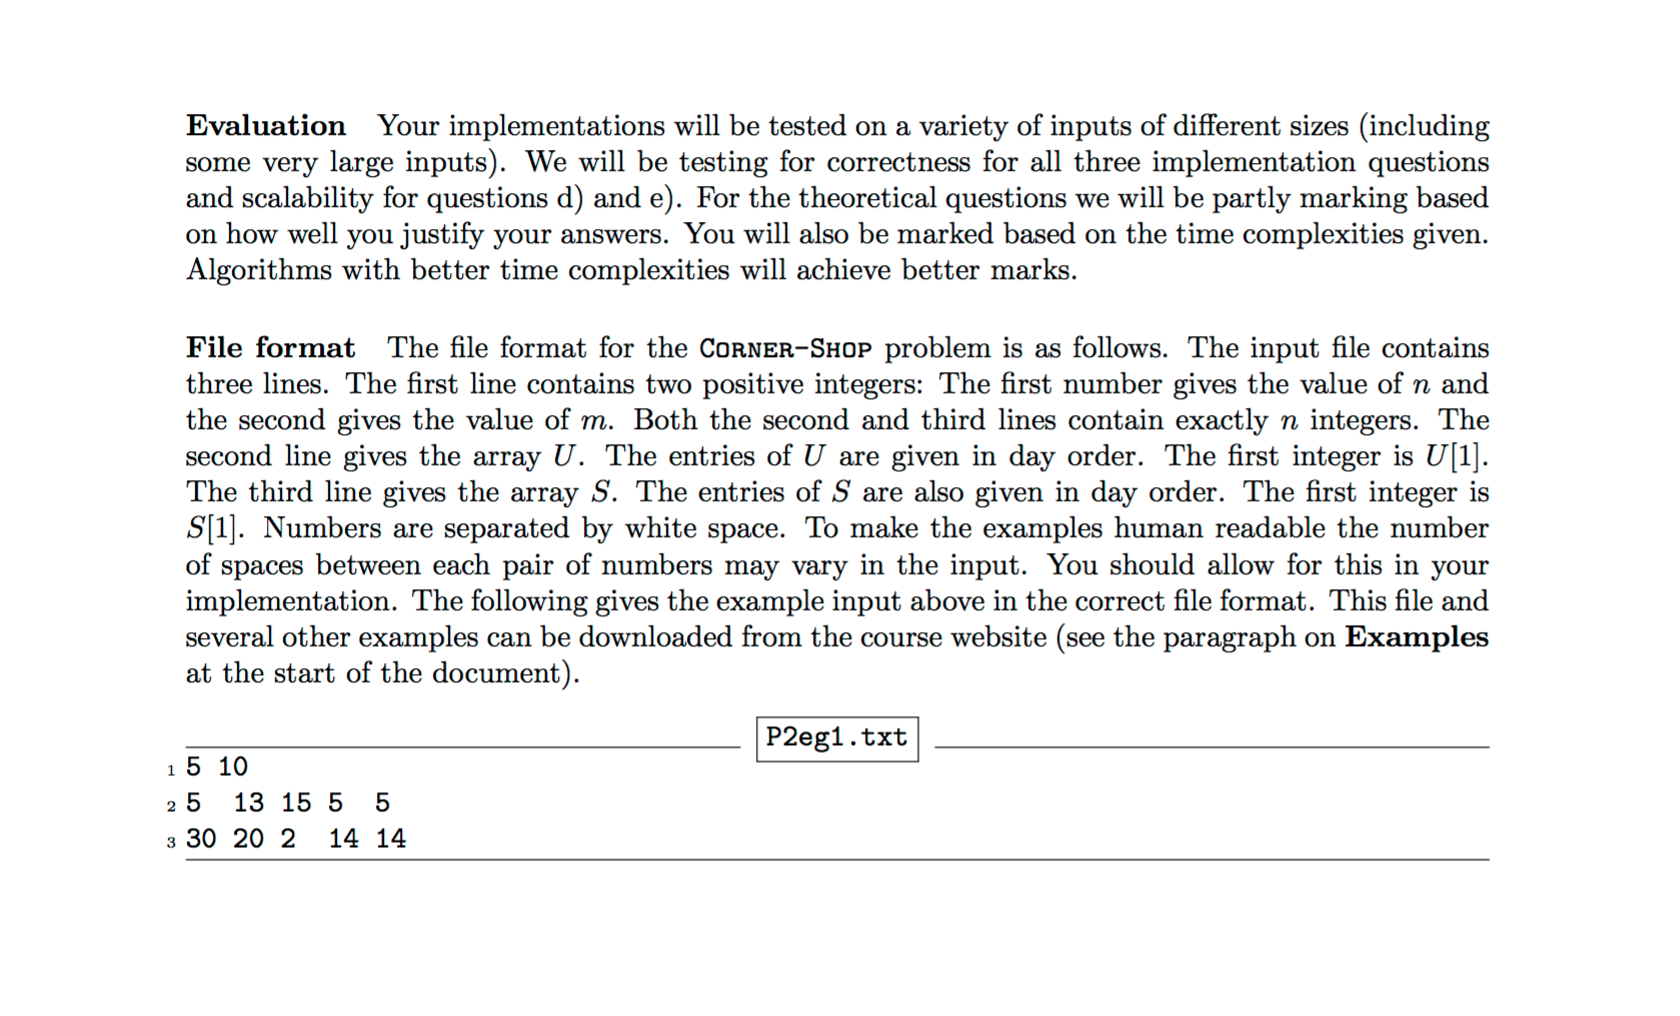 Evaluation Your implementations will be tested on a variety of inputs of different sizes (including
some very large inputs). We will be testing for correctness for all three implementation questions
and scalability for questions d) and e). For the theoretical questions we will be partly marking based
on how well you justify your answers. You will also be marked based on the time complexities given.
Algorithms with better time complexities will achieve better marks.
File format The file format for the CORNER-SHOP problem is as follows. The input file contains
three lines. The first line contains two positive integers: The first number gives the value of n and
the second gives the value of m. Both the second and third lines contain exactly n integers. The
second line gives the array U. The entries of U are given in day order. The first integer is U[1].
The third line gives the array S. The entries of S are also given in day order. The first integer is
S[1]. Numbers are separated by white space. To make the examples human readable the number
of spaces between each pair of numbers may vary in the input. You should allow for this in your
implementation. The following gives the example input above in the correct file format. This file and
several other examples can be downloaded from the course website (see the paragraph on Examples
at the start of the document).
P2eg1.txt
1 5 10
2 5  13 15 5  5
3 30 20 2  14 14